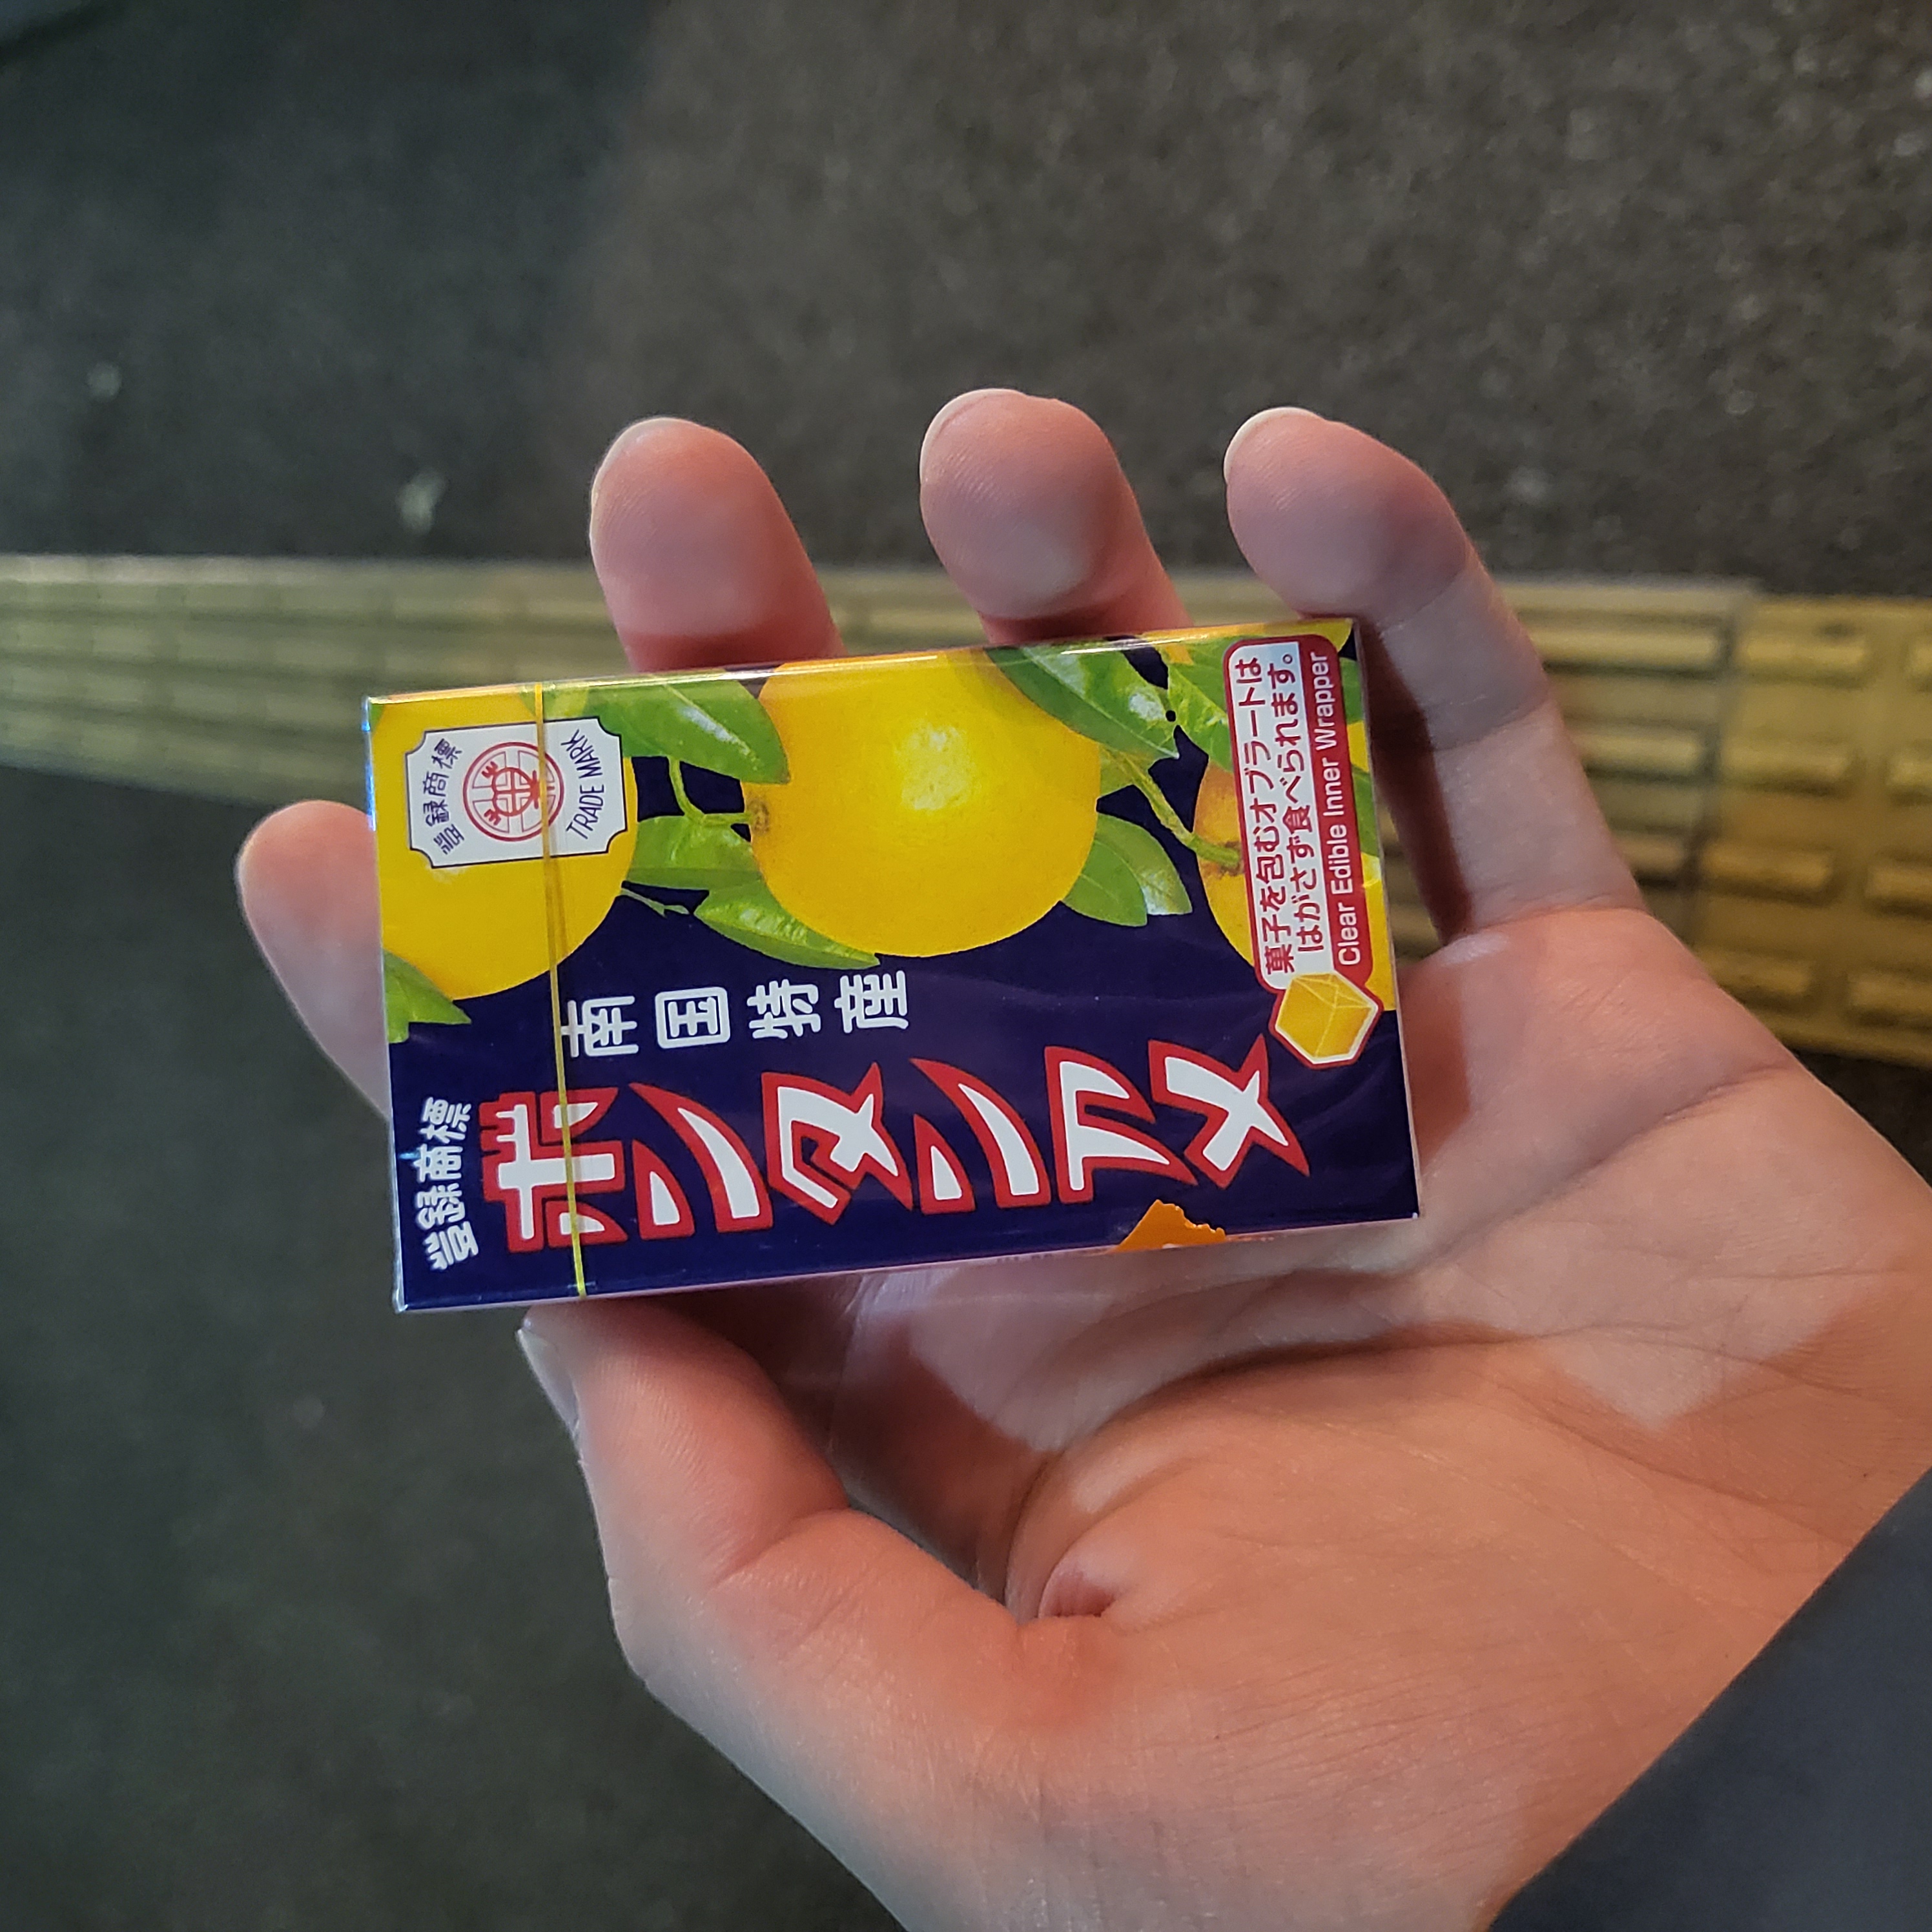 登録商標
TRADE MARK
南国特産
登録商標
ボンタンアメ
菓子を包むオブラートは
はがさず食べられます。
Clear Edible Inner Wrapper